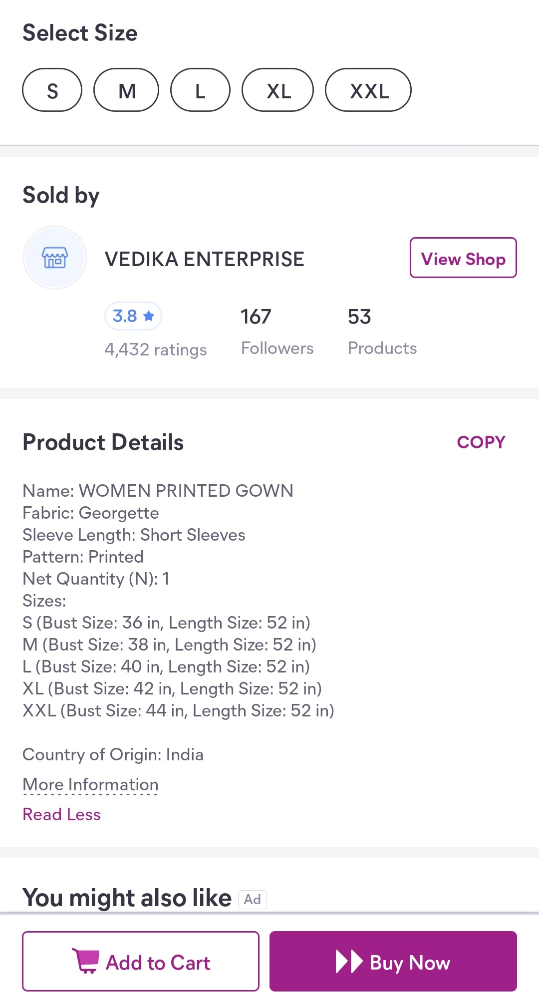 Select Size
S M L XL XXL
Sold by
VEDIKA ENTERPRISE
View Shop
3.8 167 53
4,432 ratings Followers Products
Product Details COPY
Name: WOMEN PRINTED GOWN
Fabric: Georgette
Sleeve Length: Short Sleeves
Pattern: Printed
Net Quantity (N): 1
Sizes:
S (Bust Size: 36 in, Length Size: 52 in)
M (Bust Size: 38 in, Length Size: 52 in)
L (Bust Size: 40 in, Length Size: 52 in)
XL (Bust Size: 42 in, Length Size: 52 in)
XXL (Bust Size: 44 in, Length Size: 52 in)
Country of Origin: India
More Information
Read Less
You might also like Ad
Add to Cart Buy Now